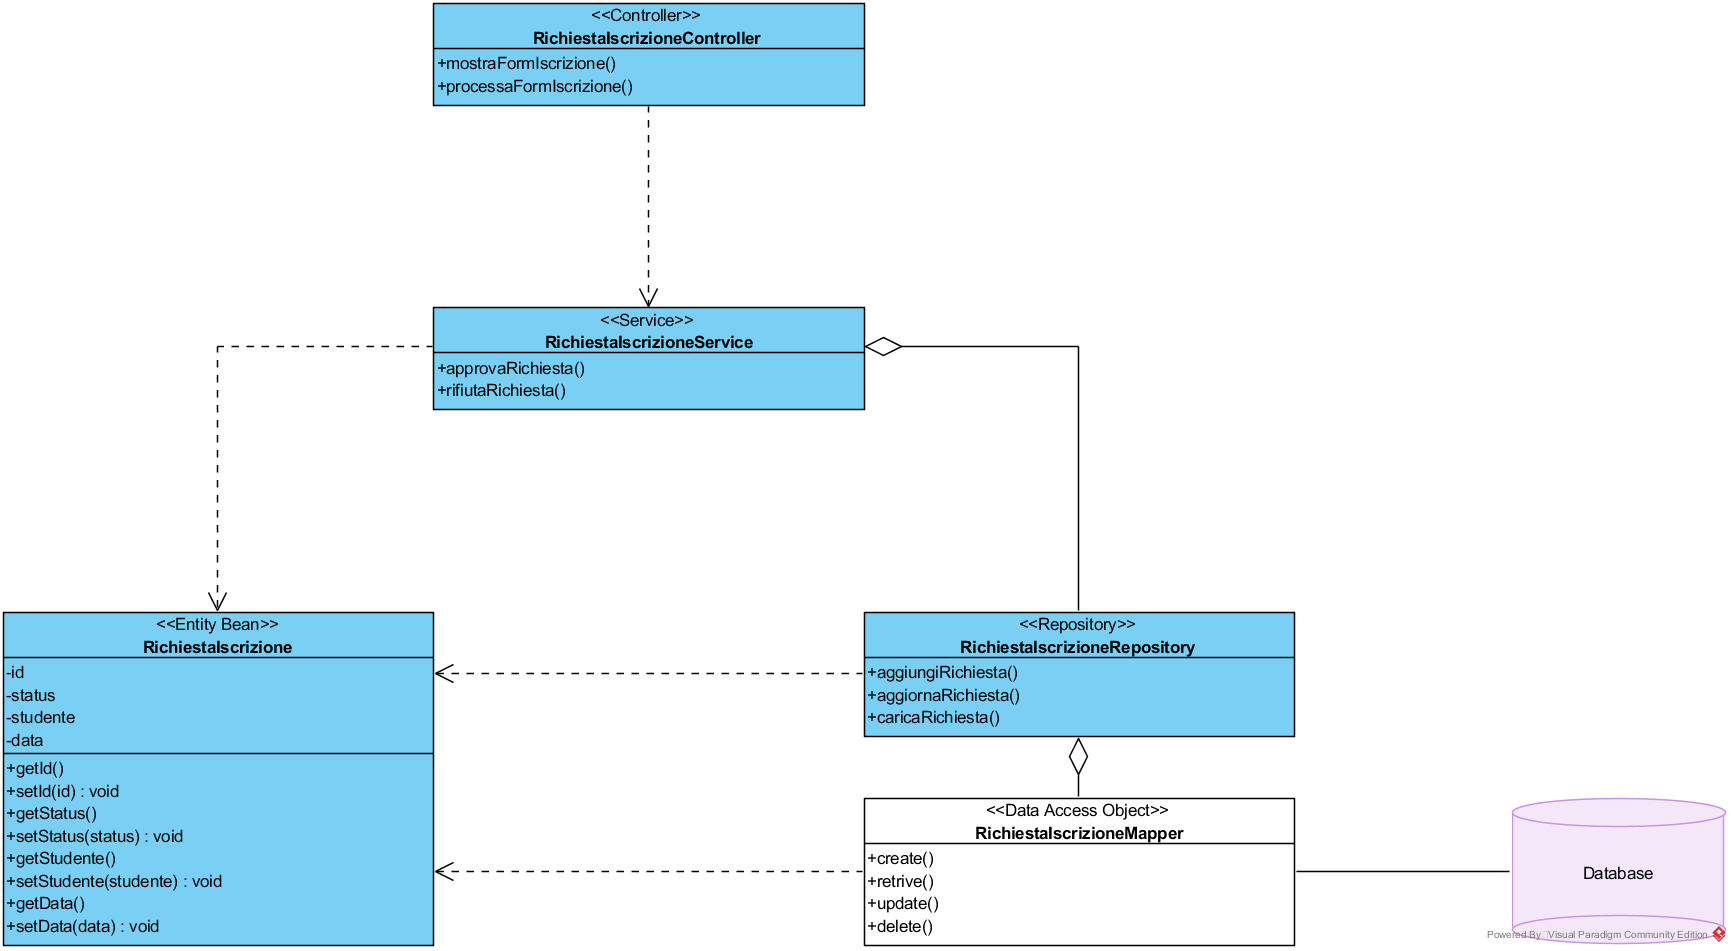 <<Controller>>
RichiestaIscrizioneController
+mostraFormIscrizione()
+processaFormIscrizione()
<<Service>>
RichiestaIscrizioneService
+approvaRichiesta()
+rifiutaRichiesta()
<<Entity Bean>>
RichiestaIscrizione
-id
-status
-studente
-data
+getId()
+setId(id) : void
+getStatus()
+setStatus(status) : void
+getStudente()
+setStudente(studente) : void
+getData()
+setData(data) : void
<<Repository>>
RichiestaIscrizioneRepository
+aggiungiRichiesta()
+aggiornaRichiesta()
+caricaRichiesta()
<<Data Access Object>>
RichiestaIscrizioneMapper
+create()
+retrive()
+update()
+delete()
Database
Powered By Visual Paradigm Community Edition